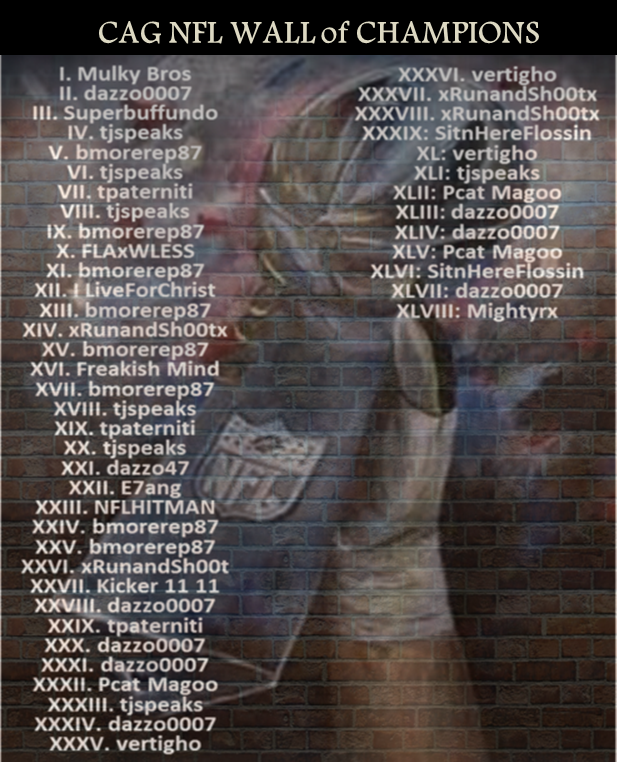 CAG NFL WALL of CHAMPIONS
I. Mulky Bros
II. dazzo0007
III. Superbuffundo
IV. tjspeaks
V. bmorerep87
VI. tjspeaks
VII. tpaterniti
VIII. tjspeaks
IX. bmorerep87
X. FLAxWLESS
XI. bmorerep87
XII. I LiveForChrist
XIII. bmorerep87
XIV. xRunandSh00tx
XV. bmorerep87
XVI. Freakish Mind
XVII. bmorerep87
XVIII. tjspeaks
XIX. tpaterniti
XX. tjspeaks
XXI. dazzo47
XXII. E7ang
XXIII. NFLHITMAN
XXIV. bmorerep87
XXV. bmorerep87
XXVI. xRunandSh00t
XXVII. Kicker 11 11
XXVIII. dazzo0007
XXIX. tpaterniti
XXX. dazzo0007
XXXI. dazzo0007
XXXII. Pcat Magoo
XXXIII. tjspeaks
XXXIV. dazzo0007
XXXV. vertigho
XXXVI. vertigho
XXXVII. xRunandSh00tx
XXXVIII. xRunandSh00tx
XXXIX: SitnHereFlossin
XL: vertigho
XLI: tjspeaks
XLII: Pcat Magoo
XLIII: dazzo0007
XLIV: dazzo0007
XLV: Pcat Magoo
XLVI: SitnHereFlossin
XLVII: dazzo0007
XLVIII: Mightyrx
NFL